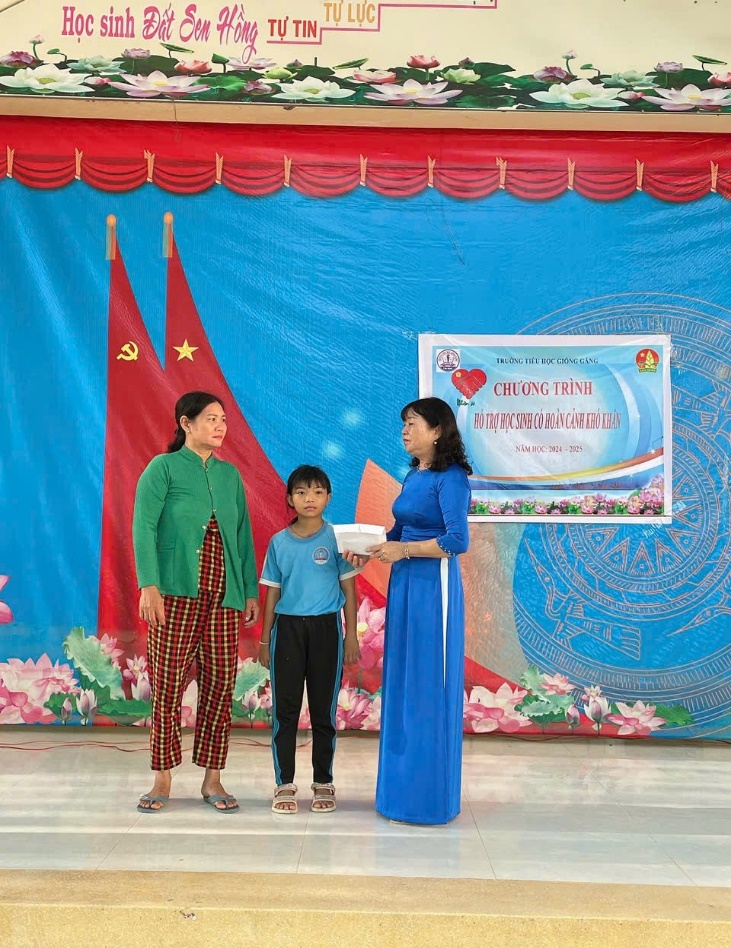 Học sinh Đất Sen Hồng
TỰ TIN
TỰ LỰC
TRƯỜNG TIỂU HỌC GIỒNG GĂNG
CHƯƠNG TRÌNH
HỖ TRỢ HỌC SINH CÓ HOÀN CẢNH KHÓ KHĂN
NĂM HỌC: 2024 - 2025